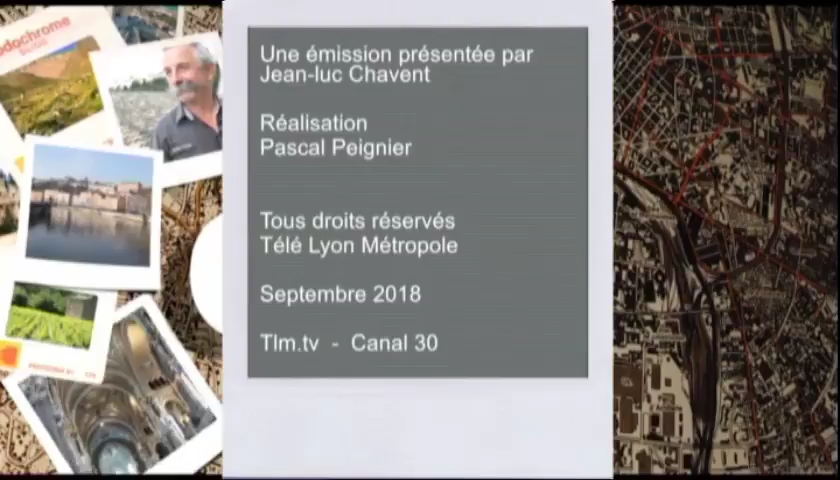 Une émission présentée par
Jean-luc Chavent
Réalisation
Pascal Peignier
Tous droits réservés
Télé Lyon Métropole
Septembre 2018
Tlm.tv - Canal 30